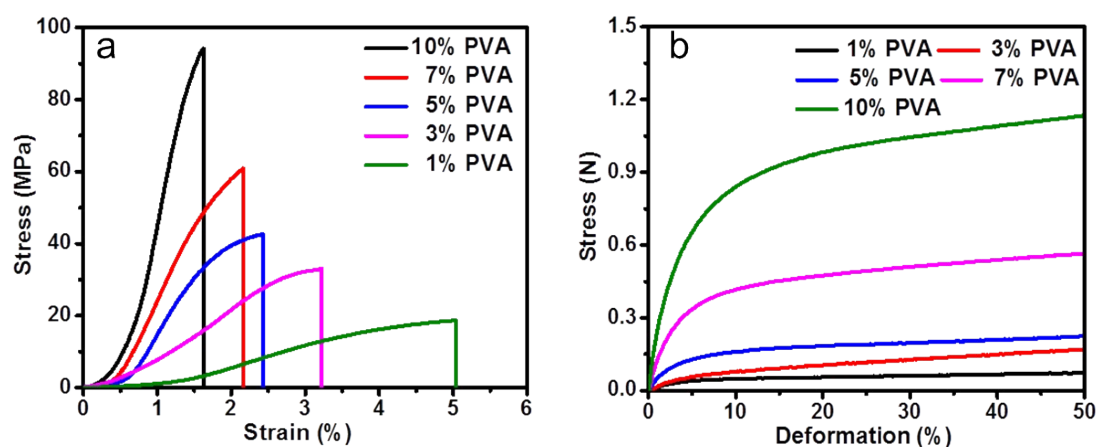 a
100
80
60
40
20
0
Stress (MPa)
10% PVA
7% PVA
5% PVA
3% PVA
1% PVA
0 1 2 3 4 5 6
Strain (%)
b
1.5
1.2
0.9
0.6
0.3
0.0
Stress (N)
1% PVA 3% PVA
5% PVA 7% PVA
10% PVA
0 10 20 30 40 50
Deformation (%)